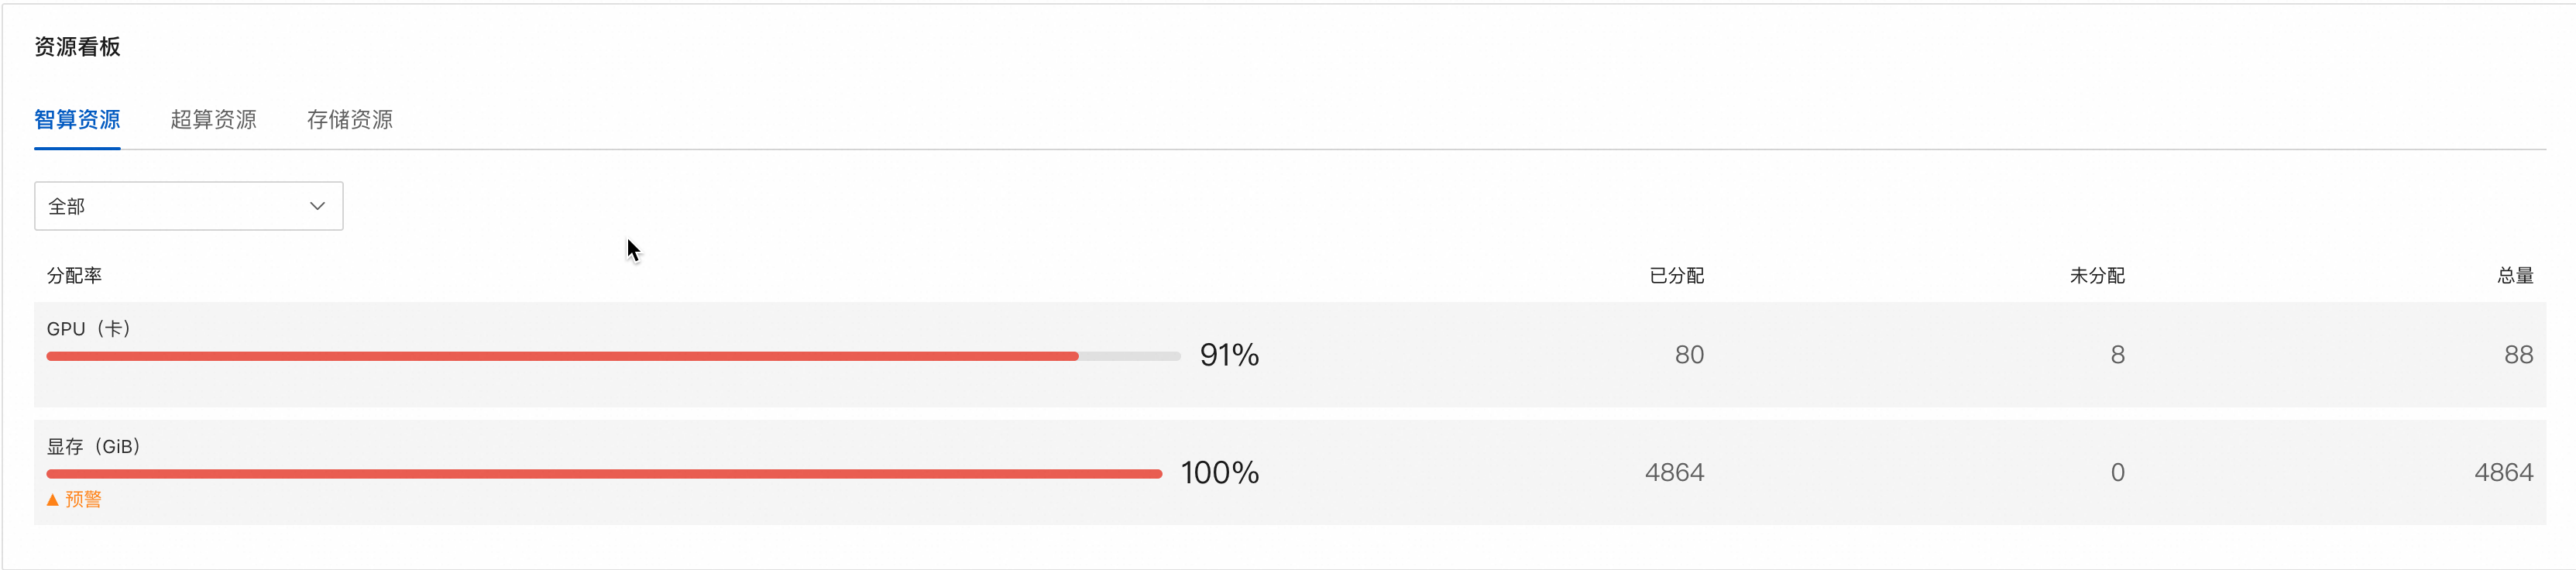 资源看板
智算资源 超算资源 存储资源
全部
分配率 已分配 未分配 总量
GPU（卡）
91% 80 8 88
显存（GiB）
100% 4864 0 4864
▲ 预警